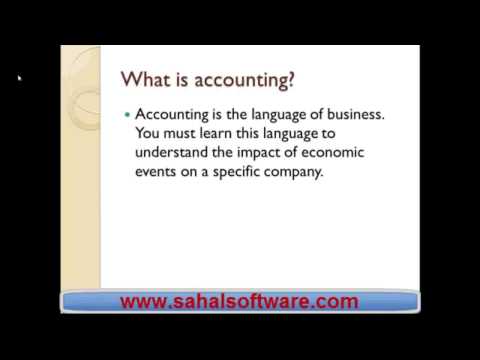 What is accounting?
• Accounting is the language of business.
You must learn this language to
understand the impact of economic
events on a specific company.
www.sahalsoftware.com